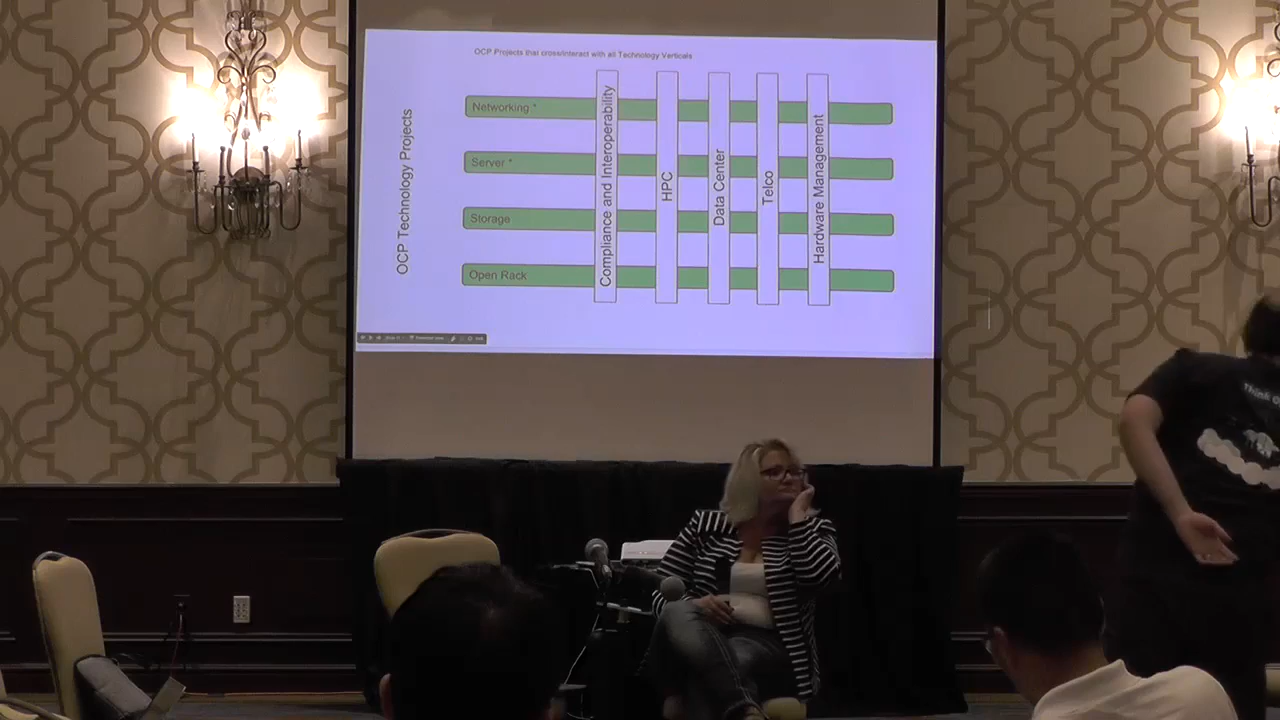 OCP Projects that cross/interact with all Technology Verticals
OCP Technology Projects
Networking *
Server *
Storage
Open Rack
Compliance and Interoperability
HPC
Data Center
Telco
Hardware Management
Think